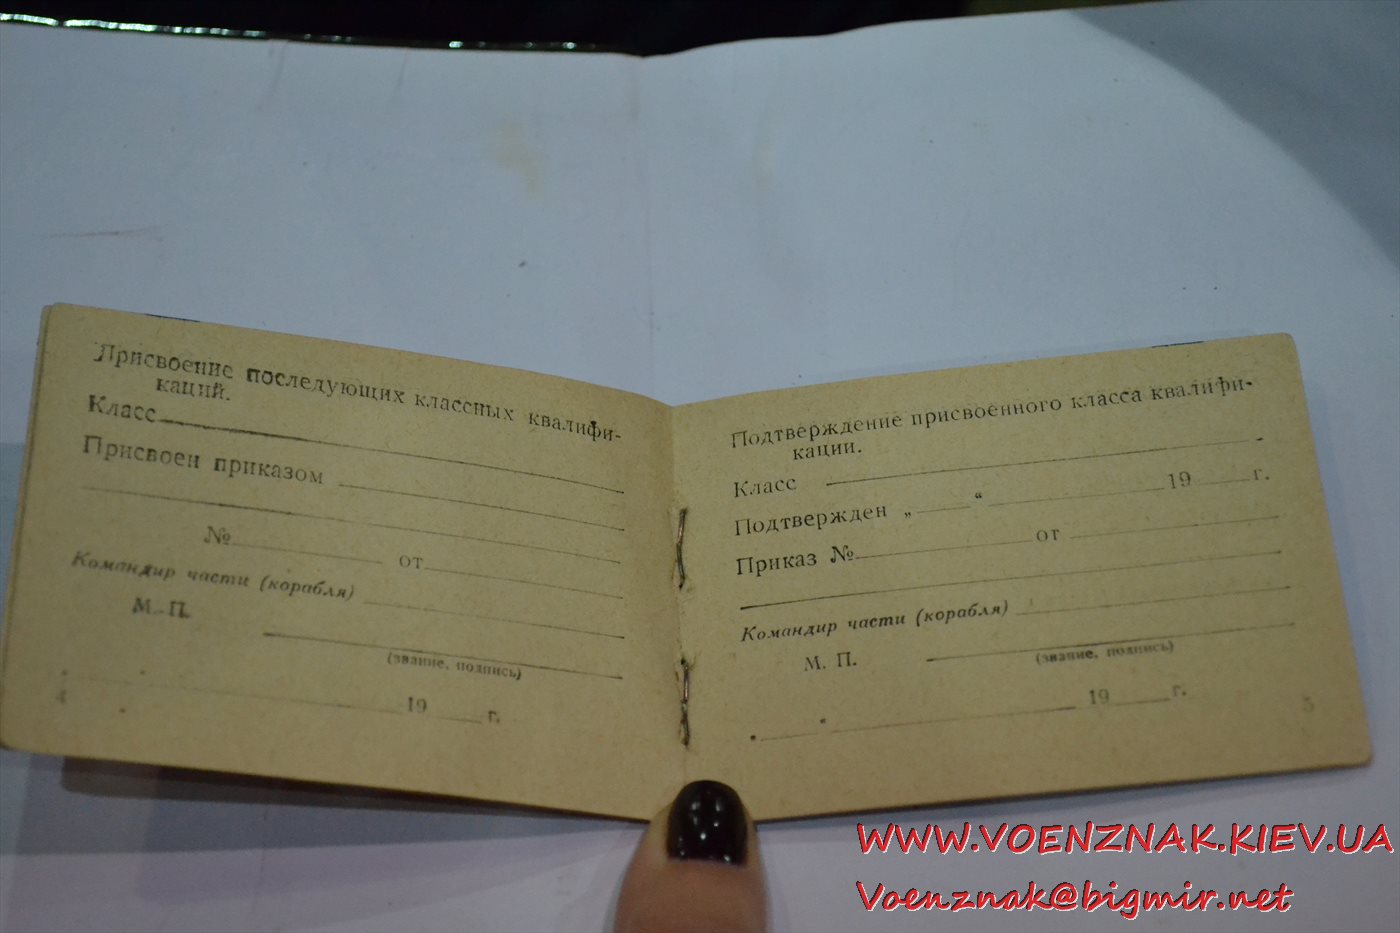 Присвоение последующих классных квалифи-
каций.
Класс
Присвоен приказом
№ от
Командир части (корабля)
М. П.
(звание, подпись)
19 г.
4
Подтверждение присвоенного класса квалифи-
кации.
Класс
Подтвержден „ “ 19 г.
Приказ № от
Командир части (корабля)
М. П.
(звание, подпись)
19 г.
5
WWW.VOENZNAK.KIEV.UA
Voenznak@bigmir.net